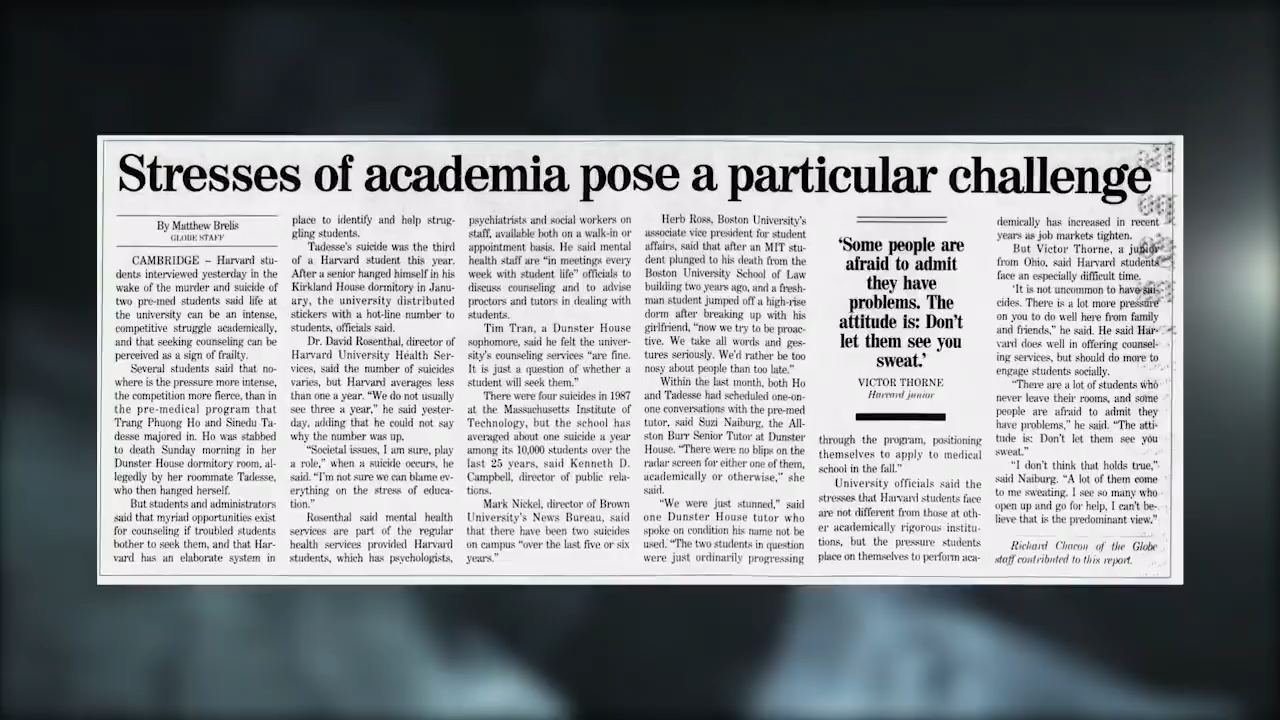 Stresses of academia pose a particular challenge
By Matthew Brelis
GLOBE STAFF
CAMBRIDGE – Harvard stu-
dents interviewed yesterday in the
wake of the murder and suicide of
two pre-med students said life at
the university can be an intense,
competitive struggle academically,
and that seeking counseling can be
perceived as a sign of frailty.
Several students said that no-
where is the pressure more intense,
the competition more fierce, than in
the pre-medical program that
Trang Phuong Ho and Sinedu Ta-
desse majored in. Ho was stabbed
to death Sunday morning in her
Dunster House dormitory room, al-
legedly by her roommate Tadesse,
who then hanged herself.
But students and administrators
said that myriad opportunities exist
for counseling if troubled students
bother to seek them, and that Har-
vard has an elaborate system in
place to identify and help strug-
gling students.
Tadesse's suicide was the third
of a Harvard student this year.
After a senior hanged himself in his
Kirkland House dormitory in Janu-
ary, the university distributed
stickers with a hot-line number to
students, officials said.
Dr. David Rosenthal, director of
Harvard University Health Ser-
vices, said the number of suicides
varies, but Harvard averages less
than one a year. “We do not usually
see three a year,” he said yester-
day, adding that he could not say
why the number was up.
“Societal issues, I am sure, play
a role,” when a suicide occurs, he
said. “I'm not sure we can blame ev-
erything on the stress of educa-
tion.”
Rosenthal said mental health
services are part of the regular
health services provided Harvard
students, which has psychologists,
psychiatrists and social workers on
staff, available both on a walk-in or
appointment basis. He said mental
health staff are “in meetings every
week with student life” officials to
discuss counseling and to advise
proctors and tutors in dealing with
students.
Tim Tran, a Dunster House
sophomore, said he felt the univer-
sity's counseling services “are fine.
It is just a question of whether a
student will seek them.”
There were four suicides in 1987
at the Massachusetts Institute of
Technology, but the school has
averaged about one suicide a year
among its 10,000 students over the
last 25 years, said Kenneth D.
Campbell, director of public rela-
tions.
Mark Nickel, director of Brown
University's News Bureau, said
that there have been two suicides
on campus “over the last five or six
years.”
Herb Ross, Boston University's
associate vice president for student
affairs, said that after an MIT stu-
dent plunged to his death from the
Boston University School of Law
building two years ago, and a fresh-
man student jumped off a high-rise
dorm after breaking up with his
girlfriend, “now we try to be proac-
tive. We take all words and ges-
tures seriously. We'd rather be too
nosy about people than too late.”
Within the last month, both Ho
and Tadesse had scheduled one-on-
one conversations with the pre-med
tutor, said Suzi Naiburg, the All-
ston Burr Senior Tutor at Dunster
House. “There were no blips on the
radar screen for either one of them,
academically or otherwise,” she
said.
“We were just stunned,” said
one Dunster House tutor who
spoke on condition his name not be
used. “The two students in question
were just ordinarily progressing
‘Some people are
afraid to admit
they have
problems. The
attitude is: Don't
let them see you
sweat.’
VICTOR THORNE
Harvard junior
through the program, positioning
themselves to apply to medical
school in the fall.”
University officials said the
stresses that Harvard students face
are not different from those at oth-
er academically rigorous institu-
tions, but the pressure students
place on themselves to perform aca-
demically has increased in recent
years as job markets tighten.
But Victor Thorne, a junior
from Ohio, said Harvard students
face an especially difficult time.
“It is not uncommon to have sui-
cides. There is a lot more pressure
on you to do well here from family
and friends,” he said. He said Har-
vard does well in offering counsel-
ing services, but should do more to
engage students socially.
“There are a lot of students who
never leave their rooms, and some
people are afraid to admit they
have problems,” he said. “The atti-
tude is: Don't let them see you
sweat.”
“I don't think that holds true,”
said Naiburg. “A lot of them come
to me sweating. I see so many who
open up and go for help, I can't be-
lieve that is the predominant view.”
Richard Chacon of the Globe
staff contributed to this report.